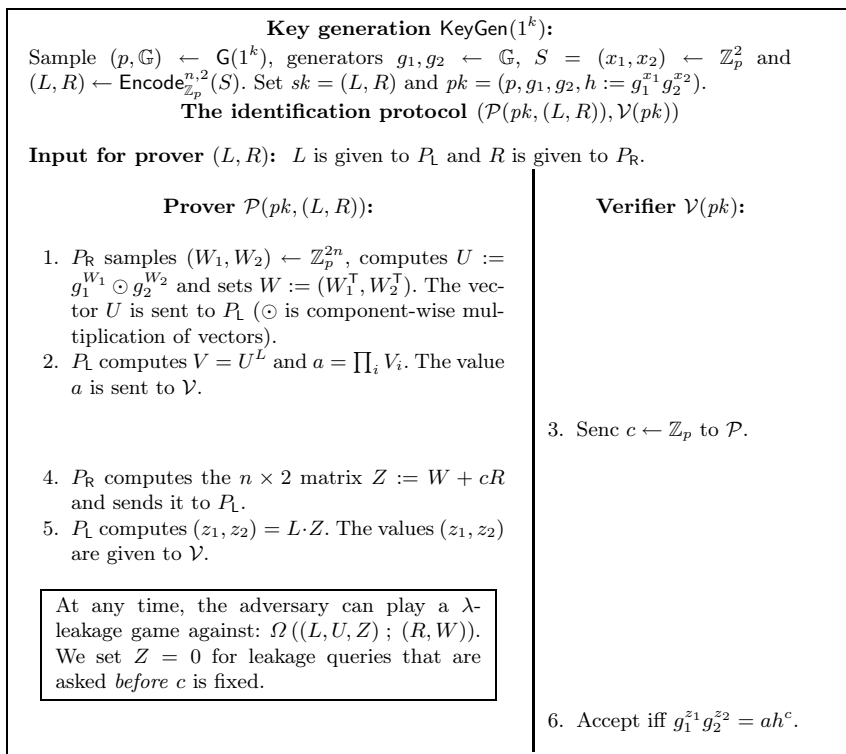 Key generation KeyGen(1^k):
Sample (p, 𝔾) ← G(1^k), generators g_1, g_2 ← 𝔾, S = (x_1, x_2) ← ℤ_p^2 and
(L, R) ← Encode_{ℤ_p}^{n,2}(S). Set sk = (L, R) and pk = (p, g_1, g_2, h := g_1^{x_1} g_2^{x_2}).
The identification protocol (𝒫(pk, (L, R)), 𝒱(pk))
Input for prover (L, R): L is given to P_L and R is given to P_R.
Prover 𝒫(pk, (L, R)):
1. P_R samples (W_1, W_2) ← ℤ_p^{2n}, computes U :=
g_1^{W_1} ⊙ g_2^{W_2} and sets W := (W_1^T, W_2^T). The vec-
tor U is sent to P_L (⊙ is component-wise mul-
tiplication of vectors).
2. P_L computes V = U^L and a = ∏_i V_i. The value
a is sent to 𝒱.
4. P_R computes the n × 2 matrix Z := W + cR
and sends it to P_L.
5. P_L computes (z_1, z_2) = L·Z. The values (z_1, z_2)
are given to 𝒱.
At any time, the adversary can play a λ-
leakage game against: Ω ((L, U, Z) ; (R, W)).
We set Z = 0 for leakage queries that are
asked before c is fixed.
Verifier 𝒱(pk):
3. Senc c ← ℤ_p to 𝒫.
6. Accept iff g_1^{z_1} g_2^{z_2} = ah^c.